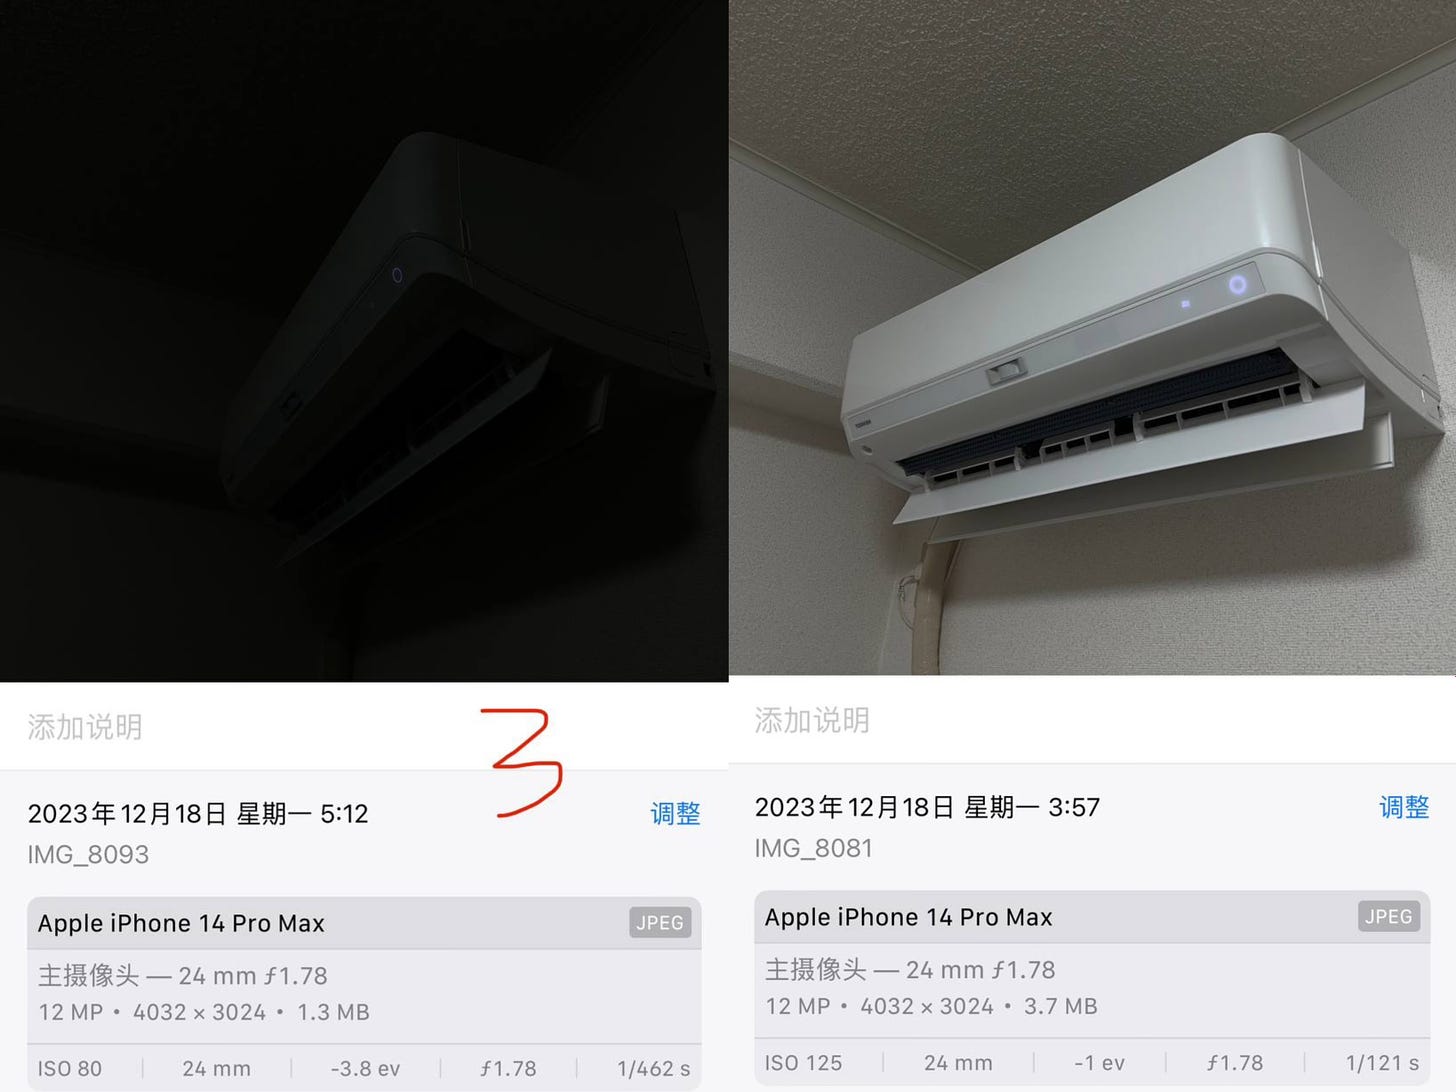 添加说明
3
2023年12月18日 星期一 5:12
调整
IMG_8093
Apple iPhone 14 Pro Max
JPEG
主摄像头 — 24 mm ƒ1.78
12 MP • 4032 × 3024 • 1.3 MB
ISO 80
24 mm
-3.8 ev
ƒ1.78
1/462 s
TOSHIBA
添加说明
2023年12月18日 星期一 3:57
调整
IMG_8081
Apple iPhone 14 Pro Max
JPEG
主摄像头 — 24 mm ƒ1.78
12 MP • 4032 × 3024 • 3.7 MB
ISO 125
24 mm
-1 ev
ƒ1.78
1/121 s